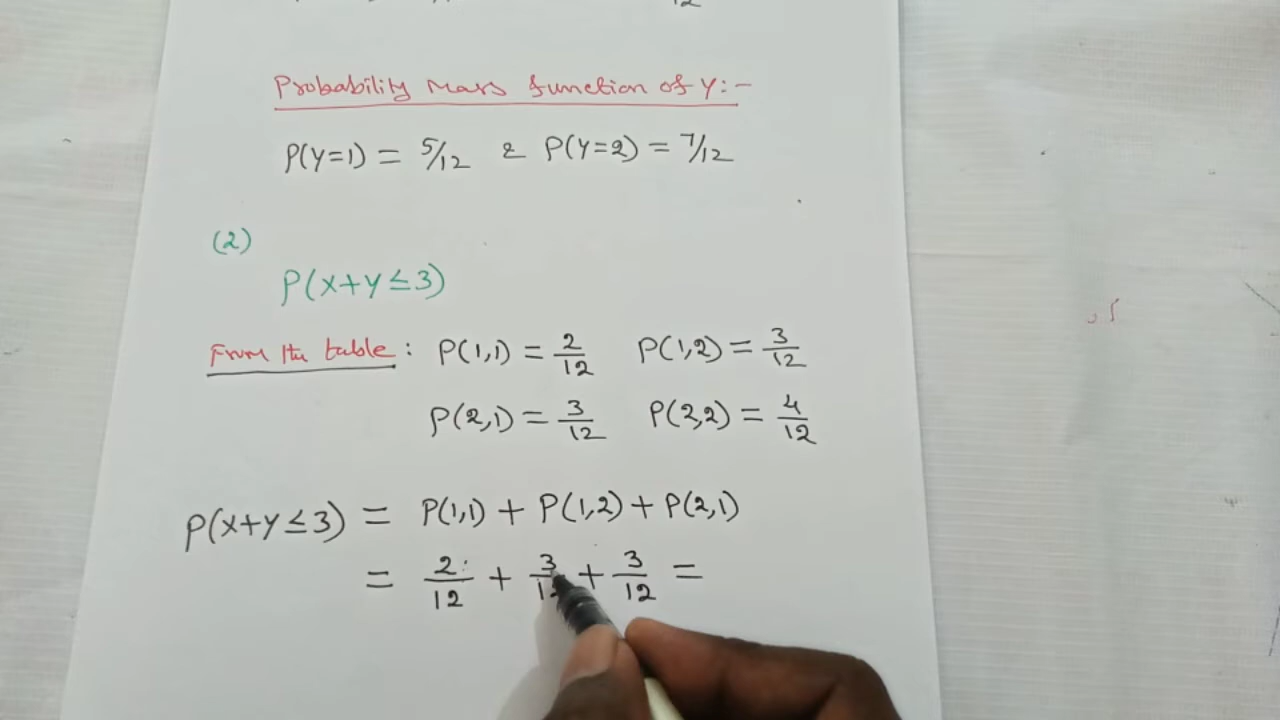 12
Probability Mass function of Y:-
P(Y=1) = 5/12 & P(Y=2) = 7/12
(2)
P(X+Y≤3)
From the table: P(1,1) = 2/12 P(1,2) = 3/12
P(2,1) = 3/12 P(2,2) = 4/12
P(X+Y≤3) = P(1,1) + P(1,2) + P(2,1)
= 2/12 + 3/12 + 3/12 =